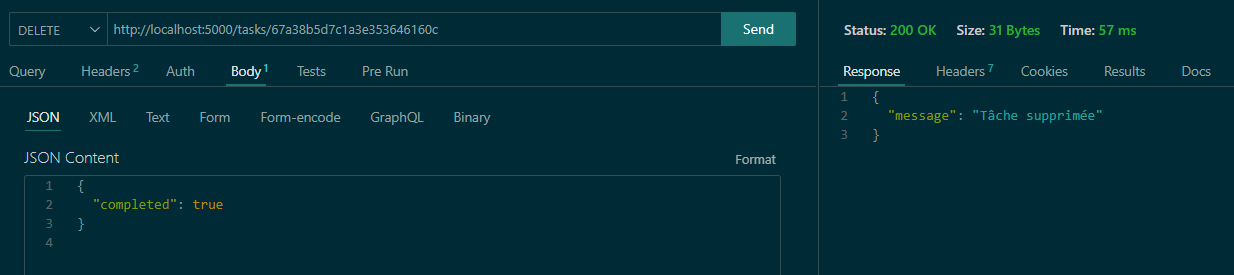 DELETE http://localhost:5000/tasks/67a38b5d7c1a3e353646160c Send
Query Headers 2 Auth Body 1 Tests Pre Run
JSON XML Text Form Form-encode GraphQL Binary
JSON Content Format
1 {
2 "completed": true
3 }
4
Status: 200 OK Size: 31 Bytes Time: 57 ms
Response Headers 7 Cookies Results Docs
1 {
2 "message": "Tâche supprimée"
3 }